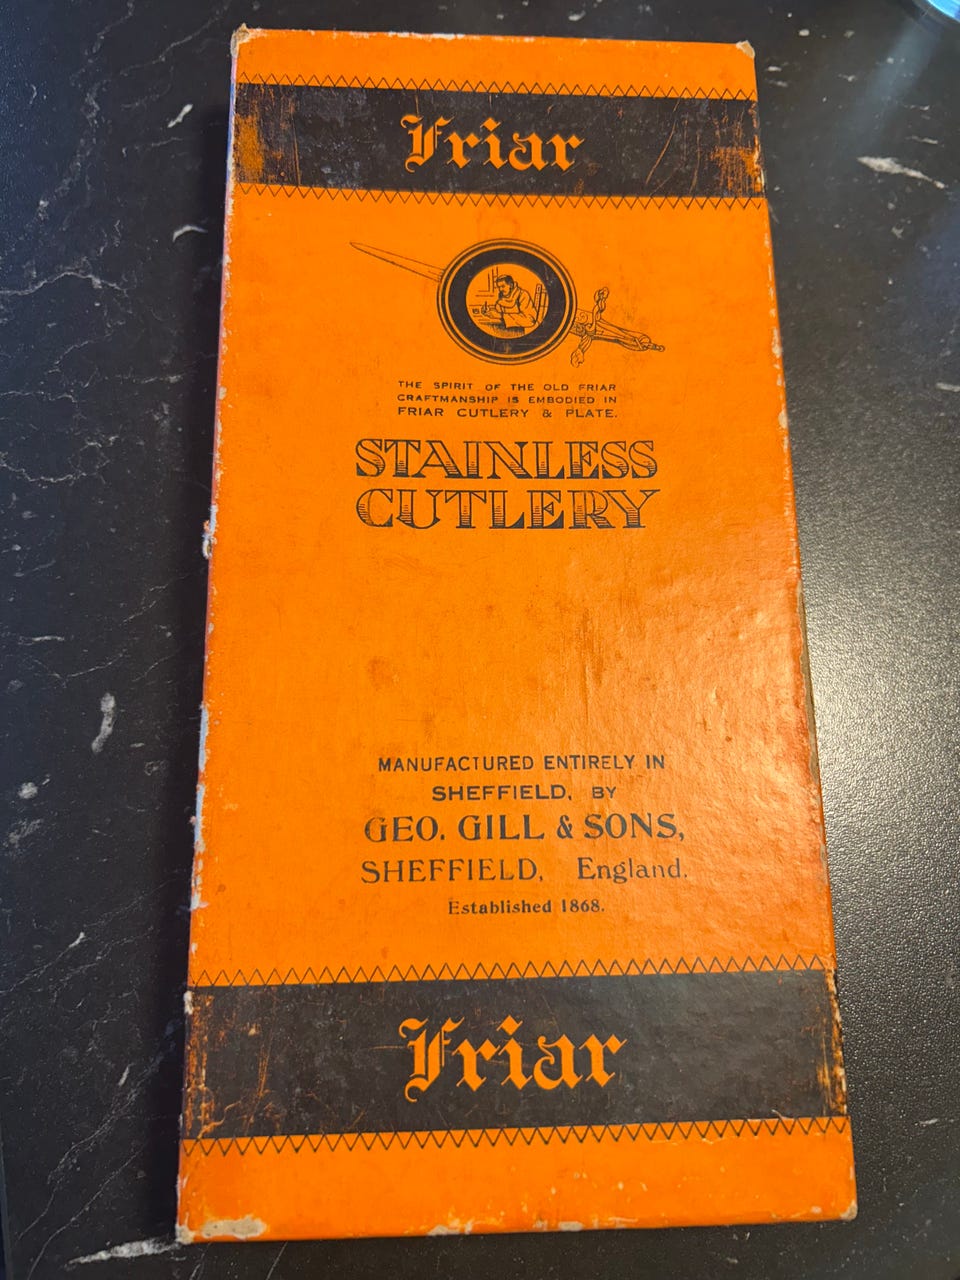 Friar
THE SPIRIT OF THE OLD FRIAR
CRAFTMANSHIP IS EMBODIED IN
FRIAR CUTLERY & PLATE.
STAINLESS
CUTLERY
MANUFACTURED ENTIRELY IN
SHEFFIELD, BY
GEO. GILL & SONS,
SHEFFIELD, England.
Established 1868.
Friar